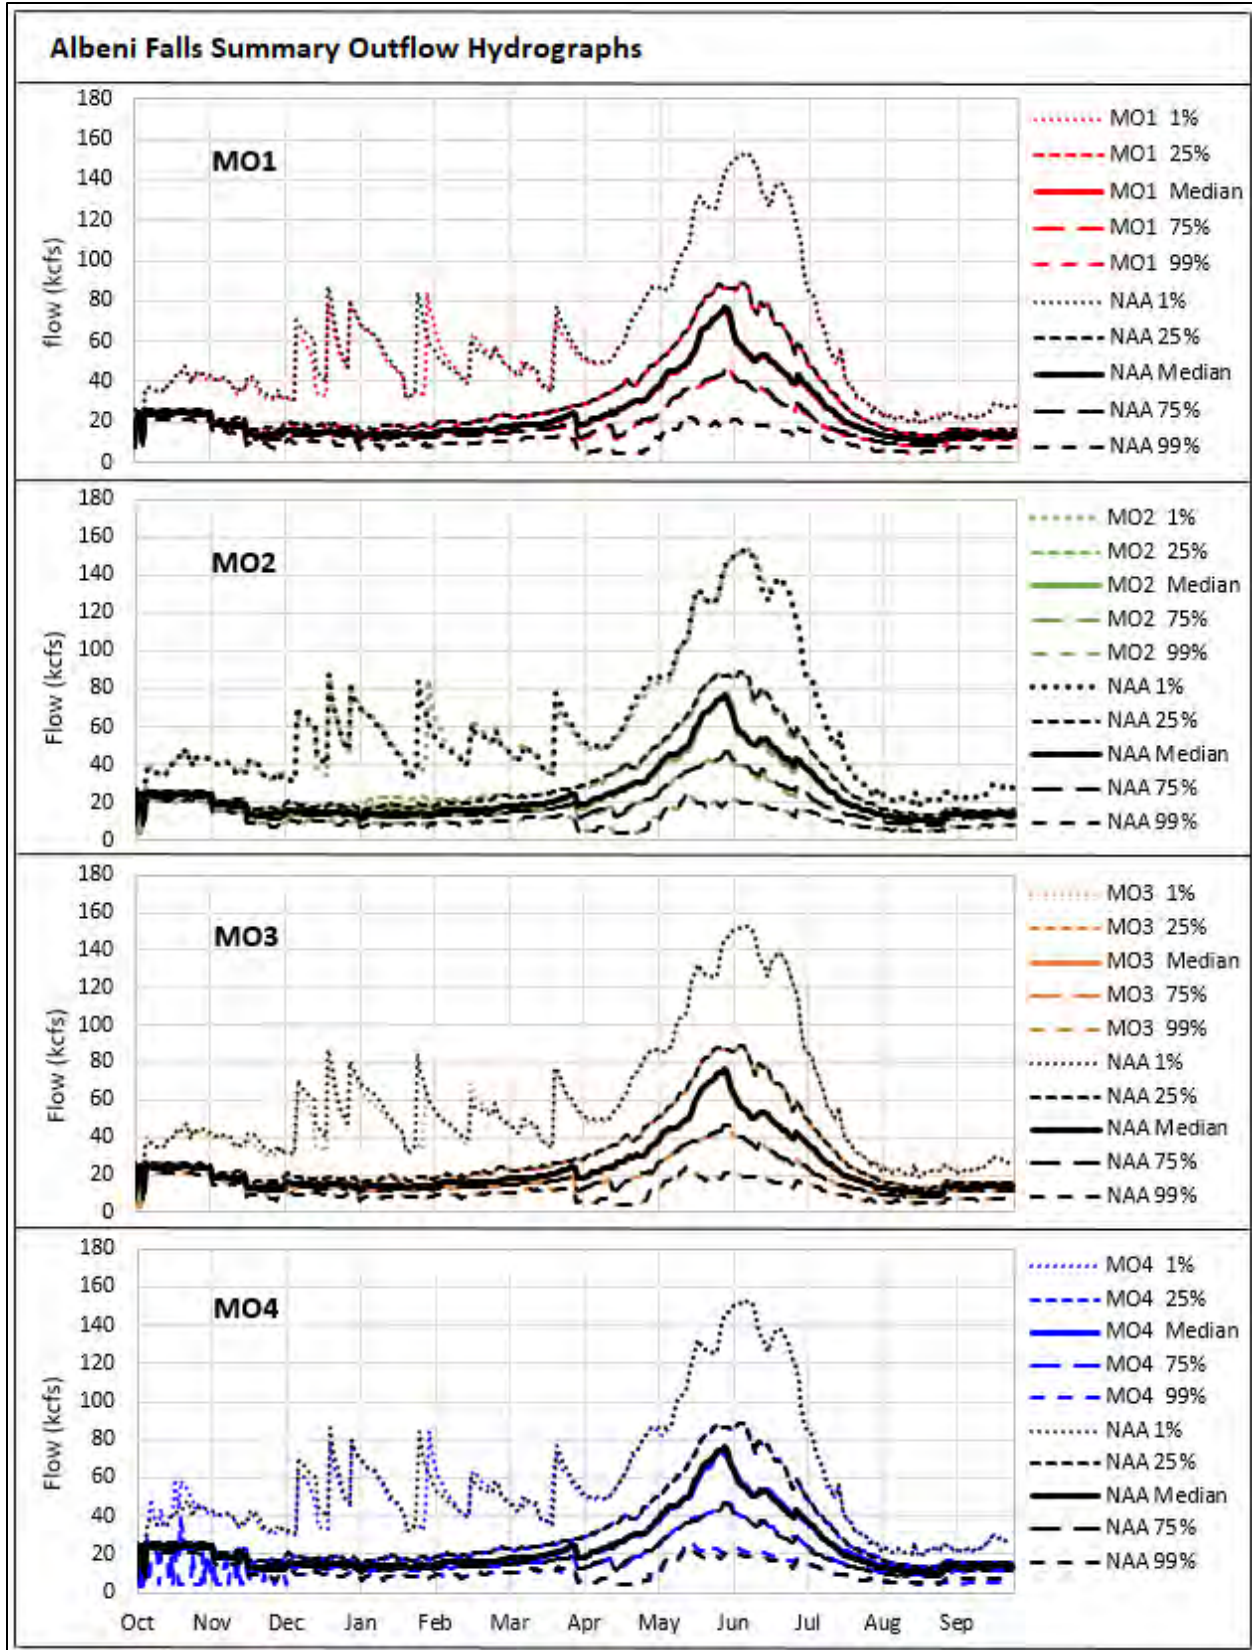 Albeni Falls Summary Outflow Hydrographs
180
160
140
120
100
80
60
40
20
0
flow (kcfs)
MO1
MO1 1%
MO1 25%
MO1 Median
MO1 75%
MO1 99%
NAA 1%
NAA 25%
NAA Median
NAA 75%
NAA 99%
180
160
140
120
100
80
60
40
20
0
Flow (kcfs)
MO2
MO2 1%
MO2 25%
MO2 Median
MO2 75%
MO2 99%
NAA 1%
NAA 25%
NAA Median
NAA 75%
NAA 99%
180
160
140
120
100
80
60
40
20
0
Flow (kcfs)
MO3
MO3 1%
MO3 25%
MO3 Median
MO3 75%
MO3 99%
NAA 1%
NAA 25%
NAA Median
NAA 75%
NAA 99%
180
160
140
120
100
80
60
40
20
0
Flow (kcfs)
MO4
MO4 1%
MO4 25%
MO4 Median
MO4 75%
MO4 99%
NAA 1%
NAA 25%
NAA Median
NAA 75%
NAA 99%
Oct Nov Dec Jan Feb Mar Apr May Jun Jul Aug Sep